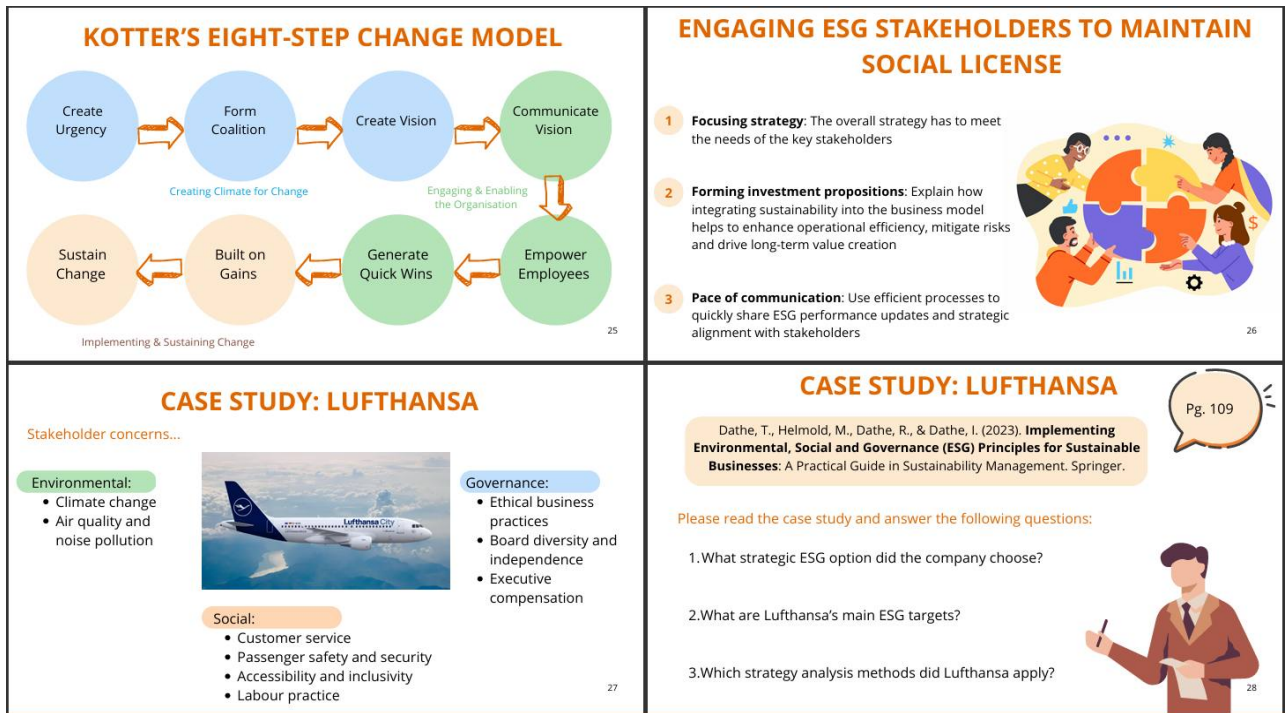 KOTTER'S EIGHT-STEP CHANGE MODEL
Create
Urgency
Form
Coalition
Create Vision
Communicate
Vision
Creating Climate for Change
Engaging & Enabling
the Organisation
Sustain
Change
Built on
Gains
Generate
Quick Wins
Empower
Employees
Implementing & Sustaining Change
25
ENGAGING ESG STAKEHOLDERS TO MAINTAIN
SOCIAL LICENSE
1
Focusing strategy: The overall strategy has to meet
the needs of the key stakeholders
2
Forming investment propositions: Explain how
integrating sustainability into the business model
helps to enhance operational efficiency, mitigate risks
and drive long-term value creation
3
Pace of communication: Use efficient processes to
quickly share ESG performance updates and strategic
alignment with stakeholders
$
26
CASE STUDY: LUFTHANSA
Stakeholder concerns...
Environmental:
• Climate change
• Air quality and
noise pollution
Lufthansa City
Governance:
• Ethical business
practices
• Board diversity and
independence
• Executive
compensation
Social:
• Customer service
• Passenger safety and security
• Accessibility and inclusivity
• Labour practice
27
CASE STUDY: LUFTHANSA
Pg. 109
Dathe, T., Helmold, M., Dathe, R., & Dathe, I. (2023). Implementing
Environmental, Social and Governance (ESG) Principles for Sustainable
Businesses: A Practical Guide in Sustainability Management. Springer.
Please read the case study and answer the following questions:
1.What strategic ESG option did the company choose?
2.What are Lufthansa's main ESG targets?
3.Which strategy analysis methods did Lufthansa apply?
28